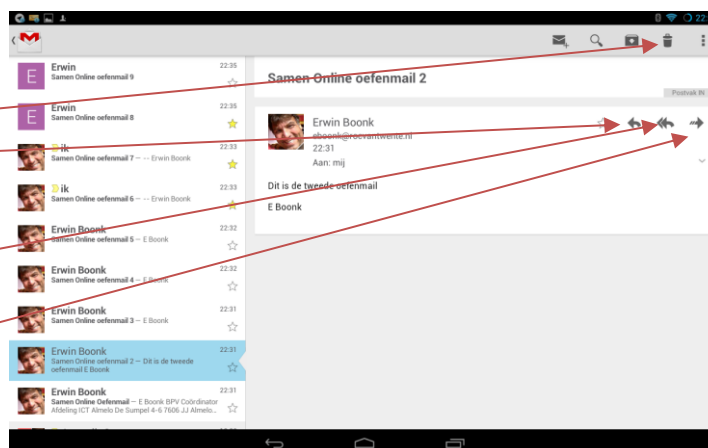 22:
Erwin 22:35
Samen Online oefenmail 9
Erwin 22:35
Samen Online oefenmail 8
ik 22:33
Samen Online oefenmail 7 – -- Erwin Boonk
ik 22:33
Samen Online oefenmail 6 – -- Erwin Boonk
Erwin Boonk 22:32
Samen Online oefenmail 5 – E Boonk
Erwin Boonk 22:32
Samen Online oefenmail 4 – E Boonk
Erwin Boonk 22:31
Samen Online oefenmail 3 – E Boonk
Erwin Boonk 22:31
Samen Online oefenmail 2 – Dit is de tweede
oefenmail E Boonk
Erwin Boonk 22:31
Samen Online Oefenmail – E Boonk BPV Coördinator
Afdeling ICT Almelo De Sumpel 4-6 7606 JJ Almelo...
Samen Online oefenmail 2
Postvak IN
Erwin Boonk
eboonk@rocvantwente.nl
22:31
Aan: mij
Dit is de tweede oefenmail
E Boonk